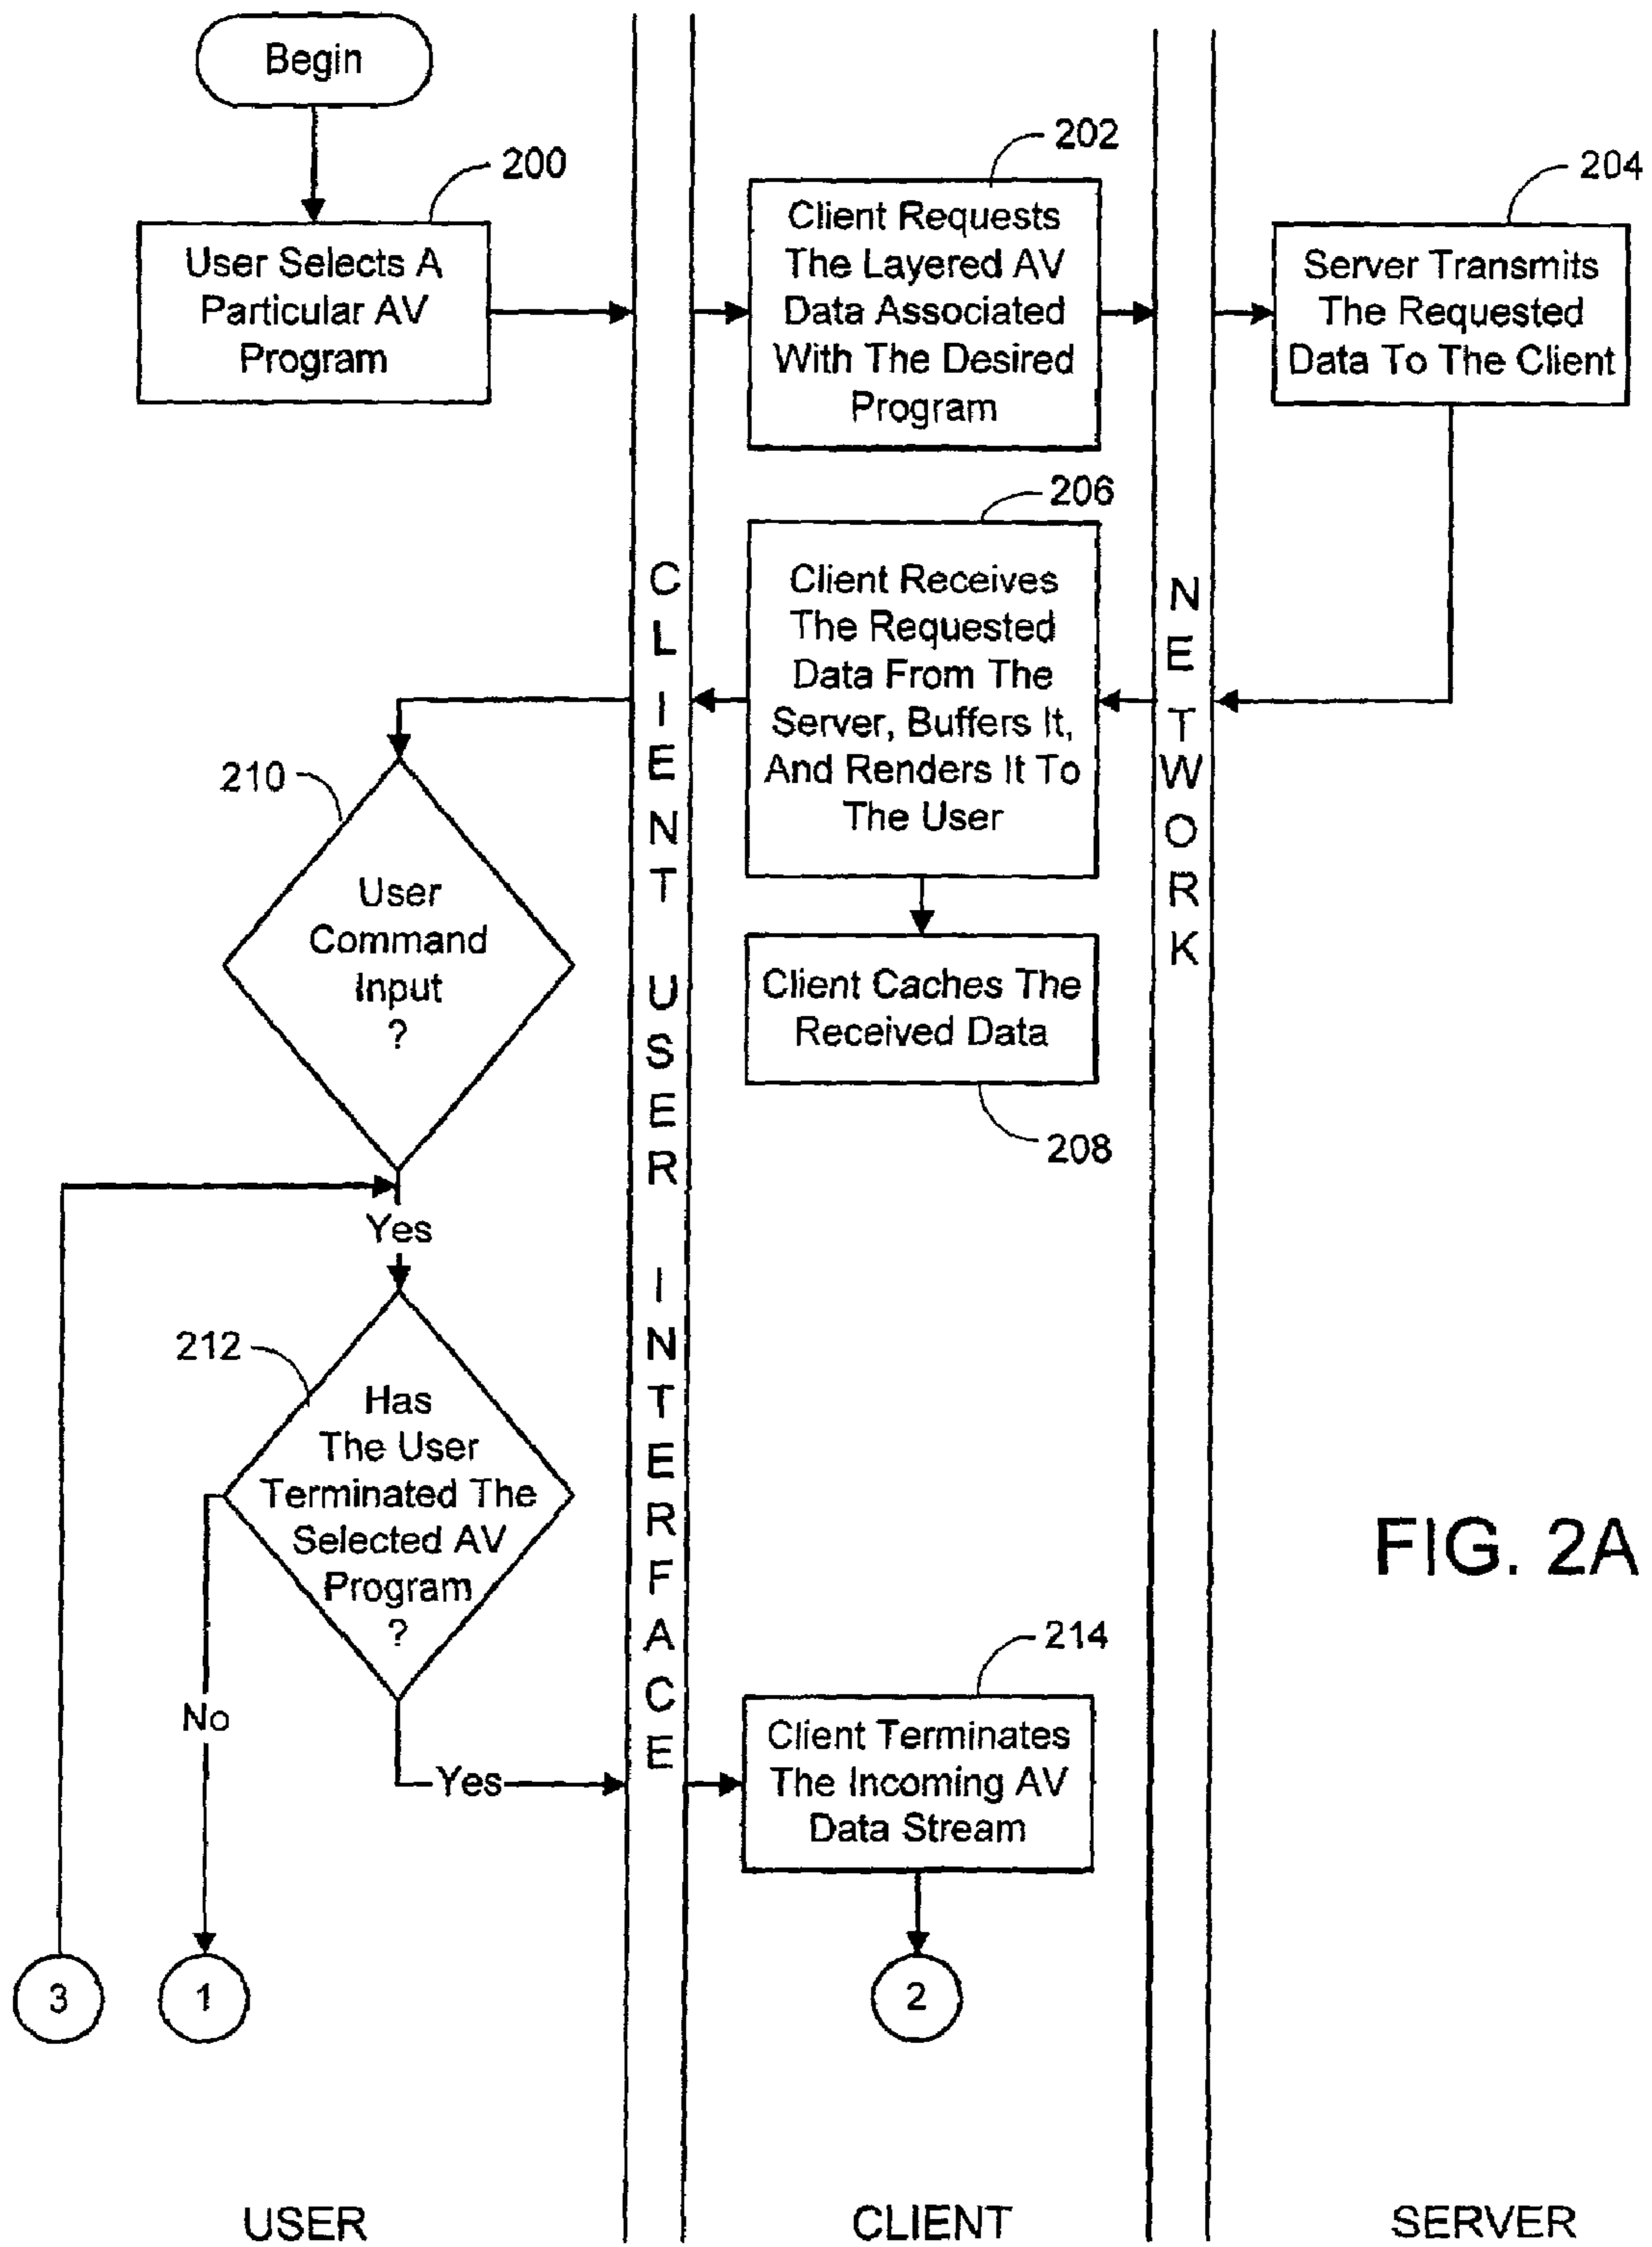 Begin
200
User Selects A
Particular AV
Program
202
Client Requests
The Layered AV
Data Associated
With The Desired
Program
204
Server Transmits
The Requested
Data To The Client
206
Client Receives
The Requested
Data From The
Server, Buffers It,
And Renders It To
The User
Client Caches The
Received Data
208
210
User
Command
Input
?
Yes
212
Has
The User
Terminated The
Selected AV
Program
?
No
Yes
214
Client Terminates
The Incoming AV
Data Stream
3
1
2
CLIENT USER INTERFACE
NETWORK
FIG. 2A
USER
CLIENT
SERVER